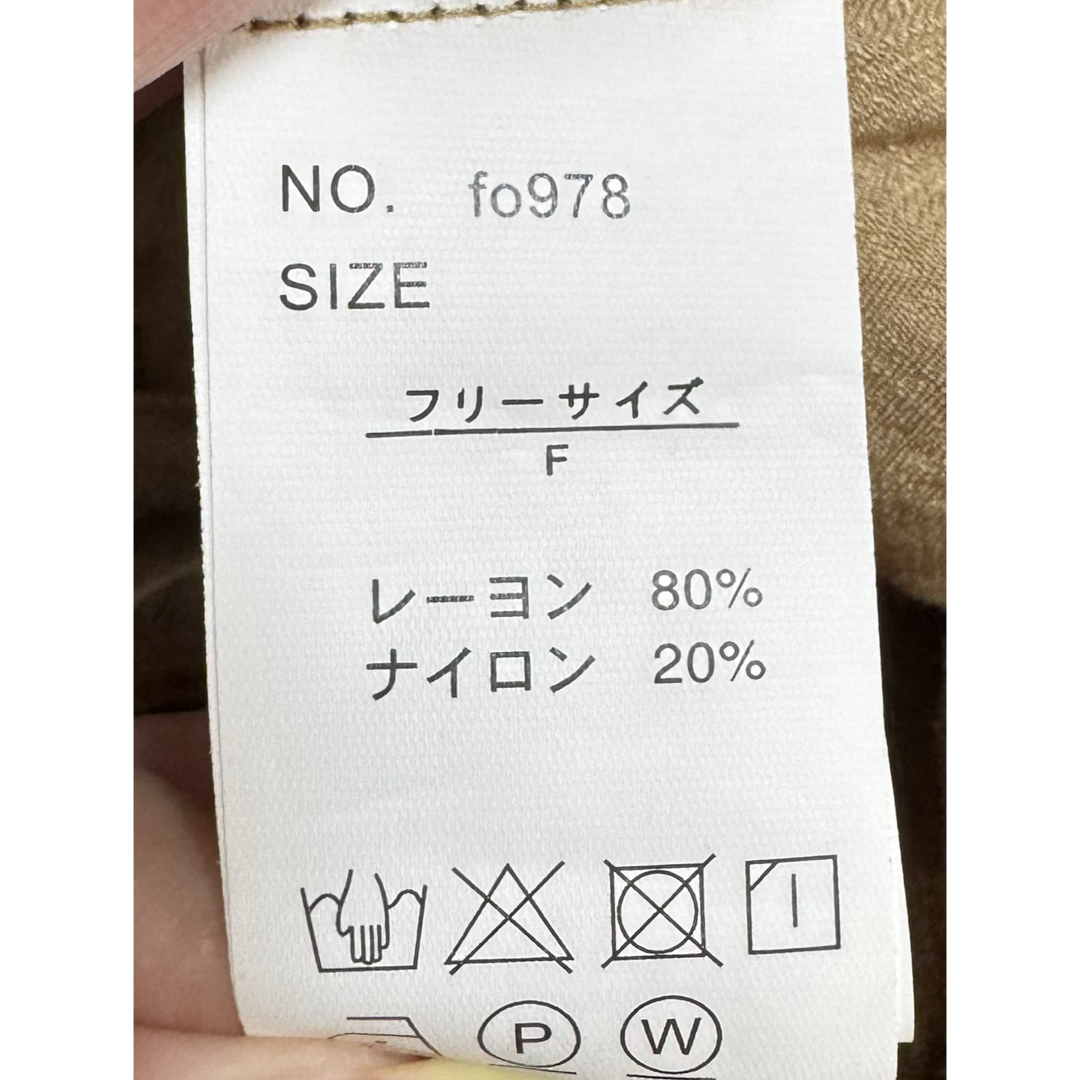 NO. fo978
SIZE
フリーサイズ
F
レーヨン 80%
ナイロン 20%
P W